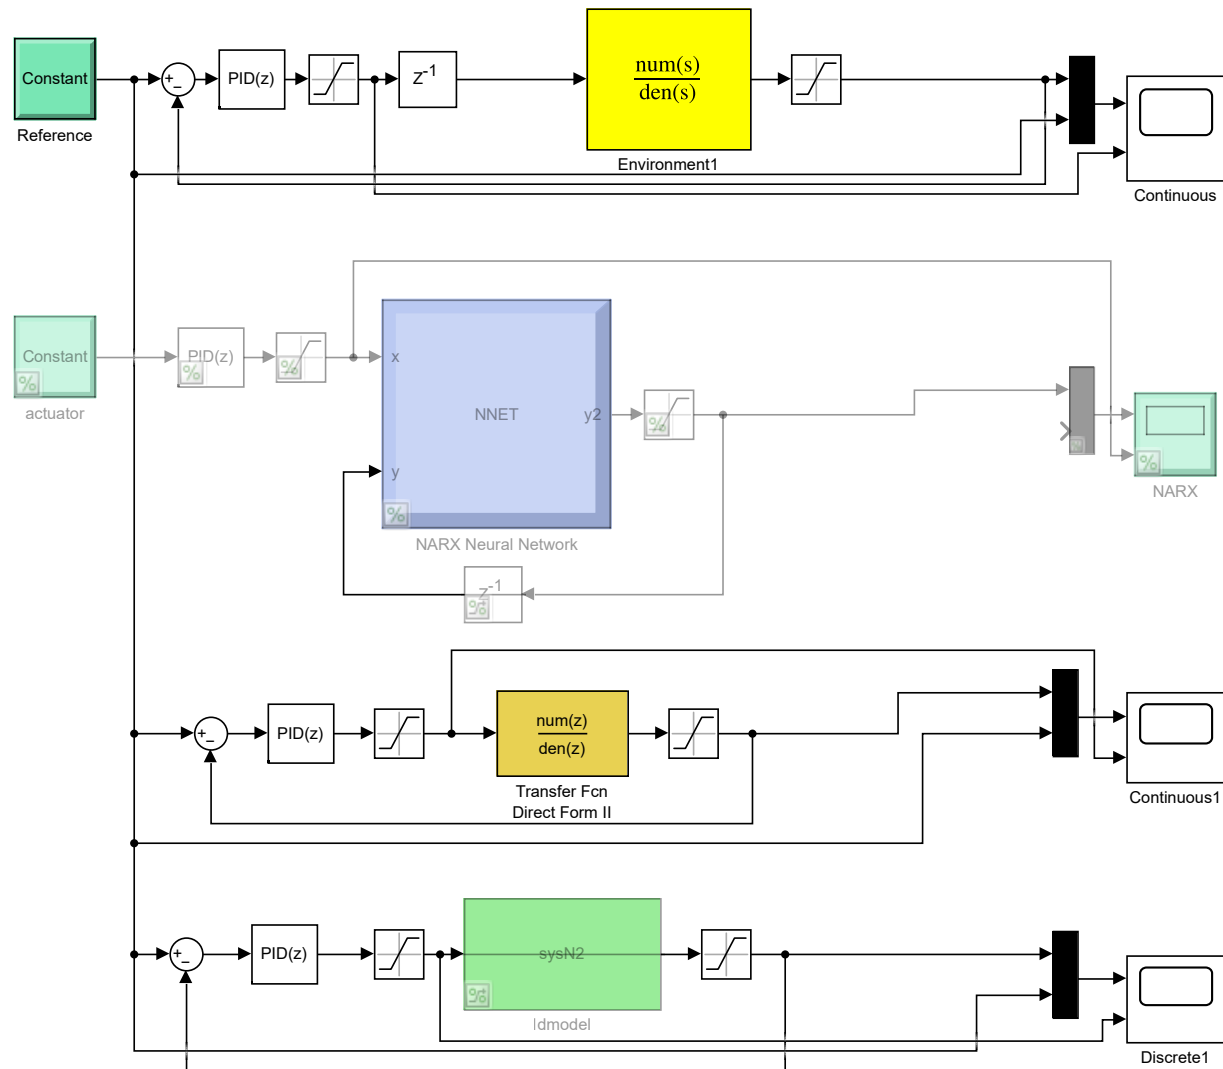 Constant
Reference
+
−
PID(z)
z-1
num(s)
den(s)
Environment1
Continuous
Constant
%
actuator
PID(z)
%
%
x
NNET
y2
y
%
NARX Neural Network
%
%
%
NARX
z-1
%
+
−
PID(z)
num(z)
den(z)
Transfer Fcn
Direct Form II
Continuous1
+
−
PID(z)
sysN2
Idmodel
Discrete1